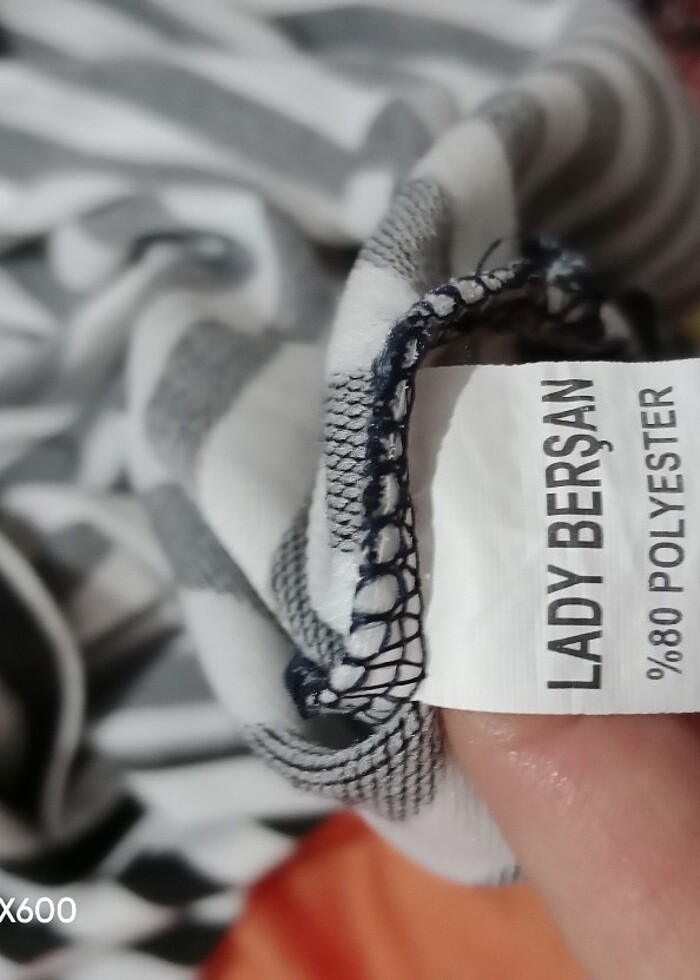 LADY BERŞAN
%80 POLYESTER
X600